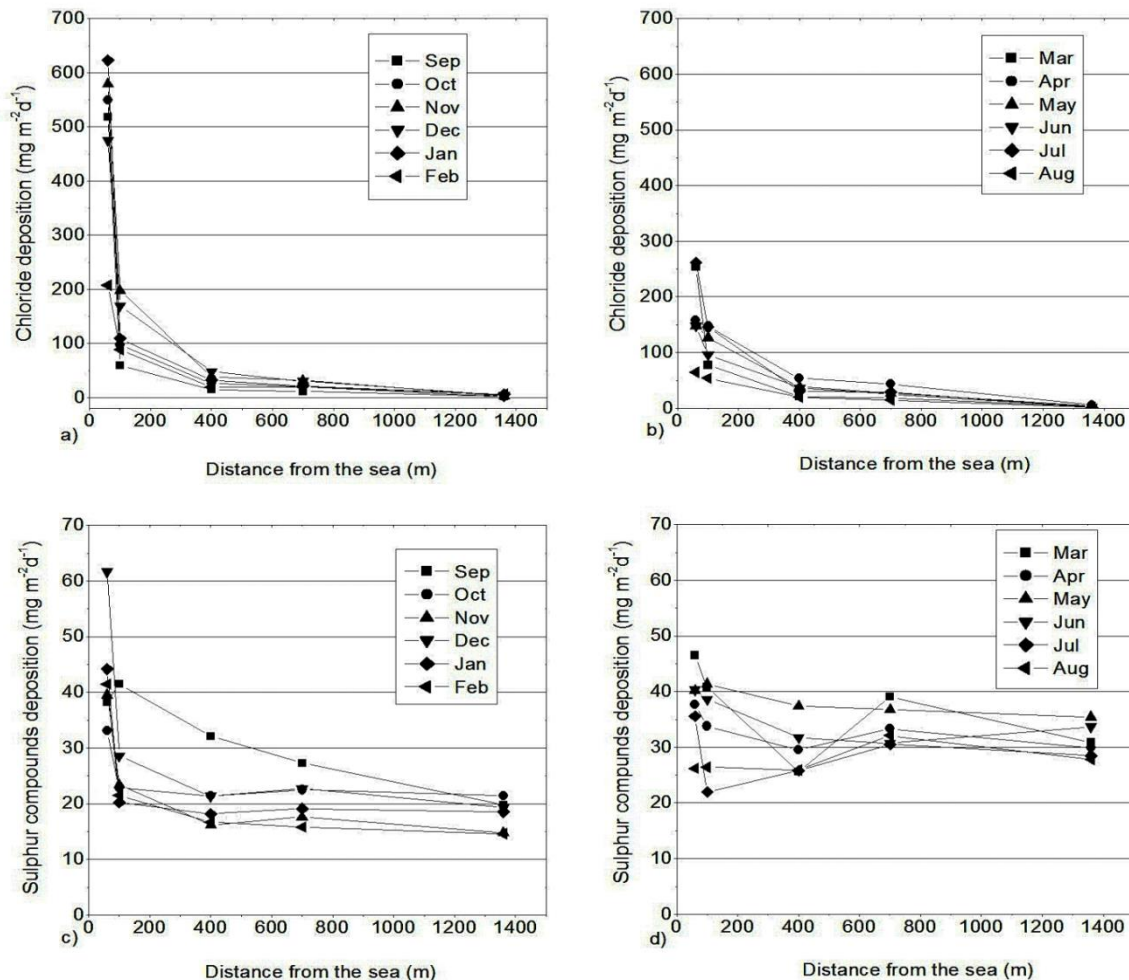 700
600
500
400
300
200
100
0
Chloride deposition (mg m⁻²d⁻¹)
Sep
Oct
Nov
Dec
Jan
Feb
0 200 400 600 800 1000 1200 1400
a)
Distance from the sea (m)
700
600
500
400
300
200
100
0
Chloride deposition (mg m⁻²d⁻¹)
Mar
Apr
May
Jun
Jul
Aug
0 200 400 600 800 1000 1200 1400
b)
Distance from the sea (m)
70
60
50
40
30
20
10
0
Sulphur compounds deposition (mg m⁻²d⁻¹)
Sep
Oct
Nov
Dec
Jan
Feb
0 200 400 600 800 1000 1200 1400
c)
Distance from the sea (m)
70
60
50
40
30
20
10
0
Sulphur compounds deposition (mg m⁻²d⁻¹)
Mar
Apr
May
Jun
Jul
Aug
0 200 400 600 800 1000 1200 1400
d)
Distance from the sea (m)